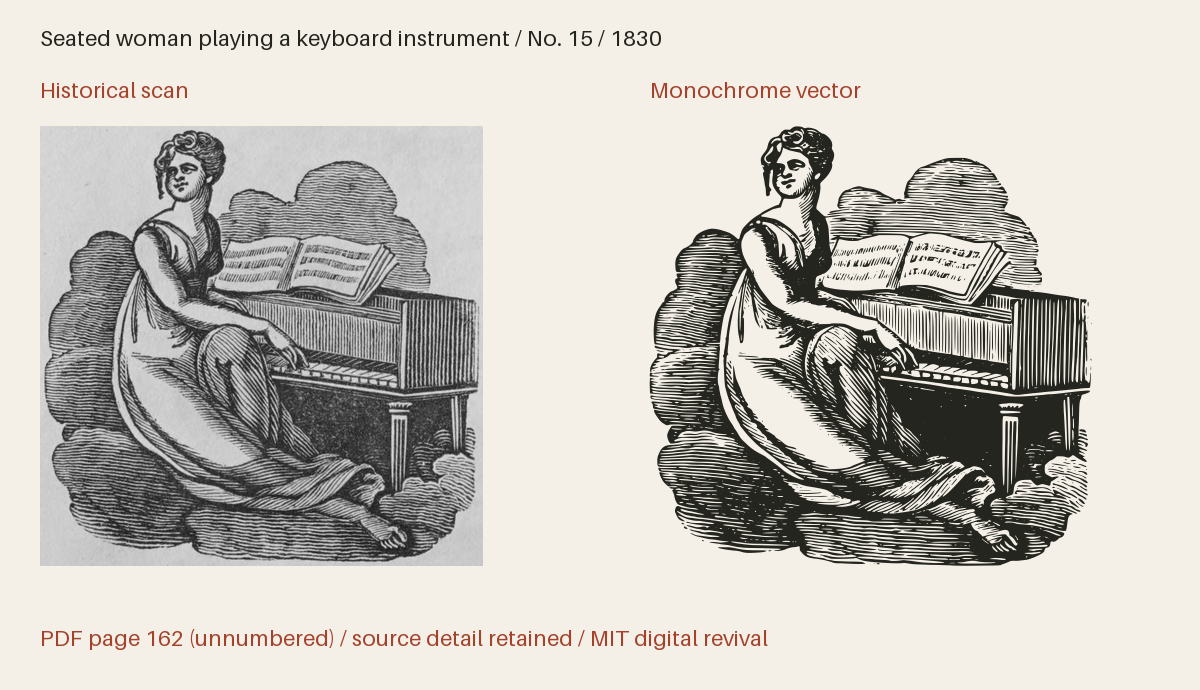 Seated woman playing a keyboard instrument / No. 15 / 1830
Historical scan
Monochrome vector
PDF page 162 (unnumbered) / source detail retained / MIT digital revival